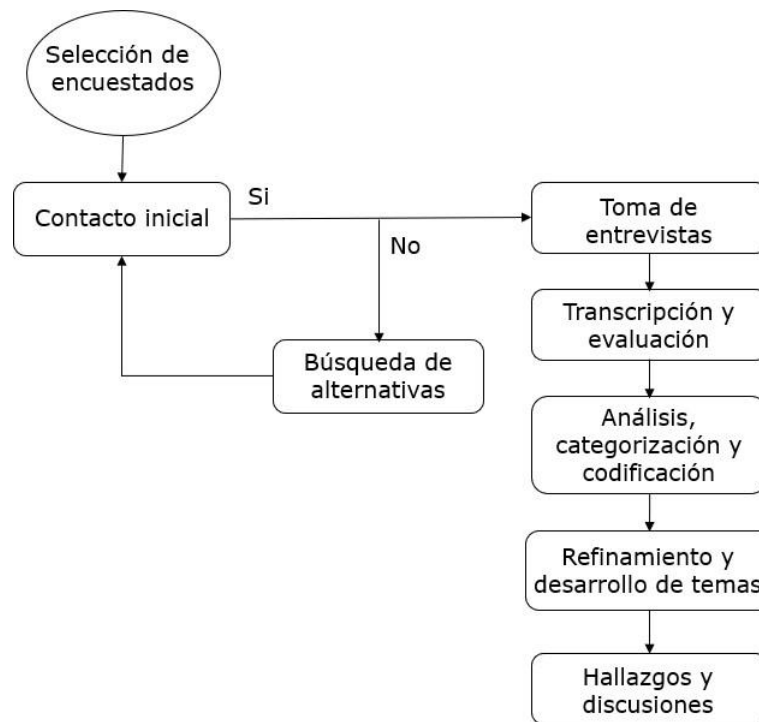 Selección de
encuestados
Contacto inicial
Si
No
Búsqueda de
alternativas
Toma de
entrevistas
Transcripción y
evaluación
Análisis,
categorización y
codificación
Refinamiento y
desarrollo de temas
Hallazgos y
discusiones